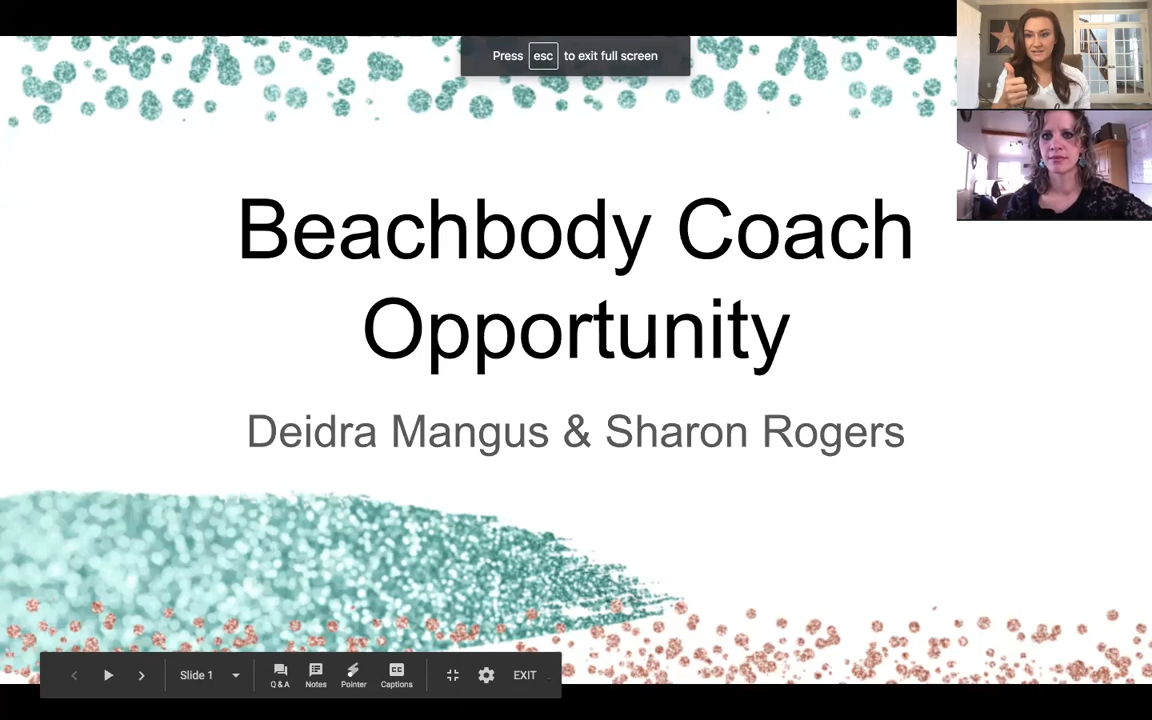 Press esc to exit full screen
Beachbody Coach
Opportunity
Deidra Mangus & Sharon Rogers
Slide 1
Q & A
Notes
Pointer
CC
Captions
EXIT